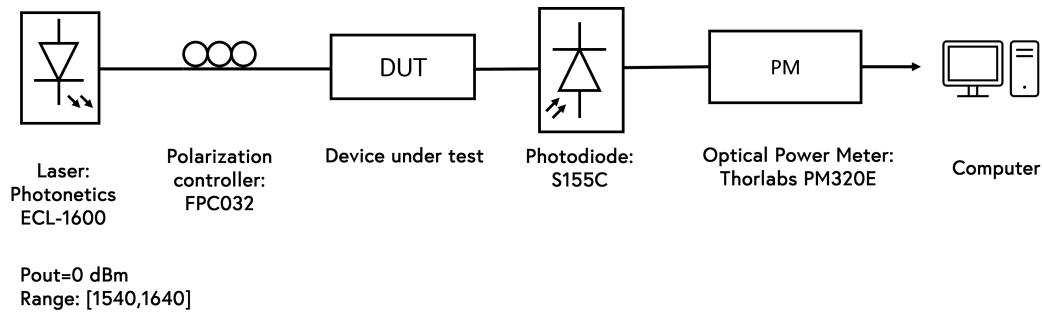 DUT
PM
Laser:
Photonetics
ECL-1600
Polarization
controller:
FPC032
Device under test
Photodiode:
S155C
Optical Power Meter:
Thorlabs PM320E
Computer
Pout=0 dBm
Range: [1540,1640]